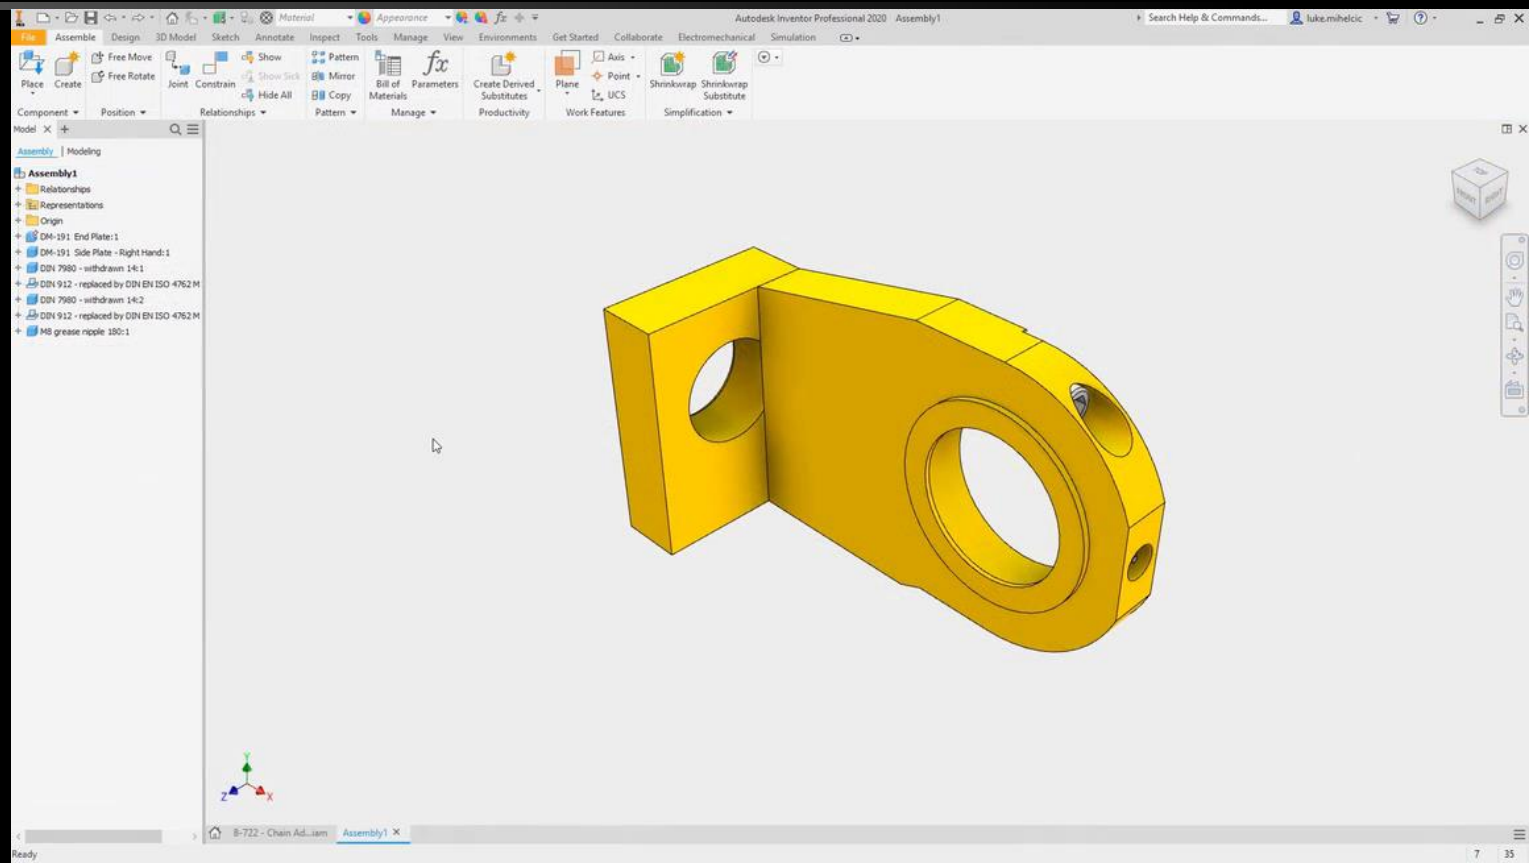 Material Appearance fx Autodesk Inventor Professional 2020 Assembly1 Search Help & Commands... luke.mihelcic
File Assemble Design 3D Model Sketch Annotate Inspect Tools Manage View Environments Get Started Collaborate Electromechanical Simulation
Free Move Show Pattern fx Axis
Place Create Free Rotate Joint Constrain Show Sick Mirror Bill of Materials Parameters Create Derived Substitutes Plane Point Shrinkwrap Shrinkwrap Substitute
Hide All Copy UCS
Component Position Relationships Pattern Manage Productivity Work Features Simplification
Model
Assembly | Modeling
Assembly1
Relationships
Representations
Origin
DM-191 End Plate:1
DM-191 Side Plate - Right Hand:1
DIN 7980 - withdrawn 14:1
DIN 912 - replaced by DIN EN ISO 4762 M
DIN 7980 - withdrawn 14:2
DIN 912 - replaced by DIN EN ISO 4762 M
M8 grease nipple 180:1
FRONT RIGHT
Y
Z X
B-722 - Chain Ad...iam Assembly1
Ready 7 35